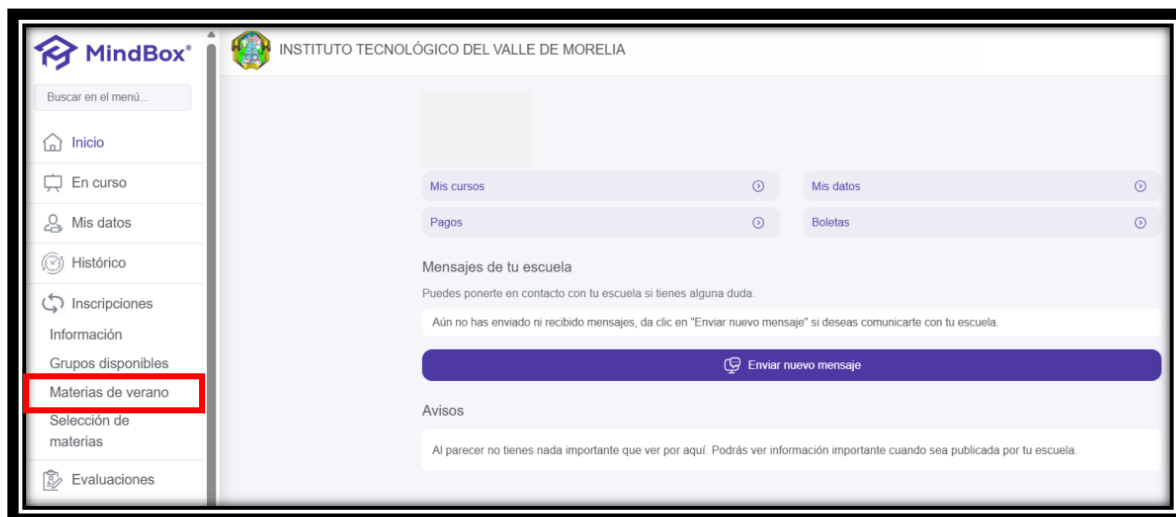 MindBox®
INSTITUTO TECNOLÓGICO DEL VALLE DE MORELIA
Buscar en el menú...
Inicio
En curso
Mis datos
Histórico
Inscripciones
Información
Grupos disponibles
Materias de verano
Selección de
materias
Evaluaciones
Mis cursos
Mis datos
Pagos
Boletas
Mensajes de tu escuela
Puedes ponerte en contacto con tu escuela si tienes alguna duda.
Aún no has enviado ni recibido mensajes, da clic en "Enviar nuevo mensaje" si deseas comunicarte con tu escuela.
Enviar nuevo mensaje
Avisos
Al parecer no tienes nada importante que ver por aquí. Podrás ver información importante cuando sea publicada por tu escuela.